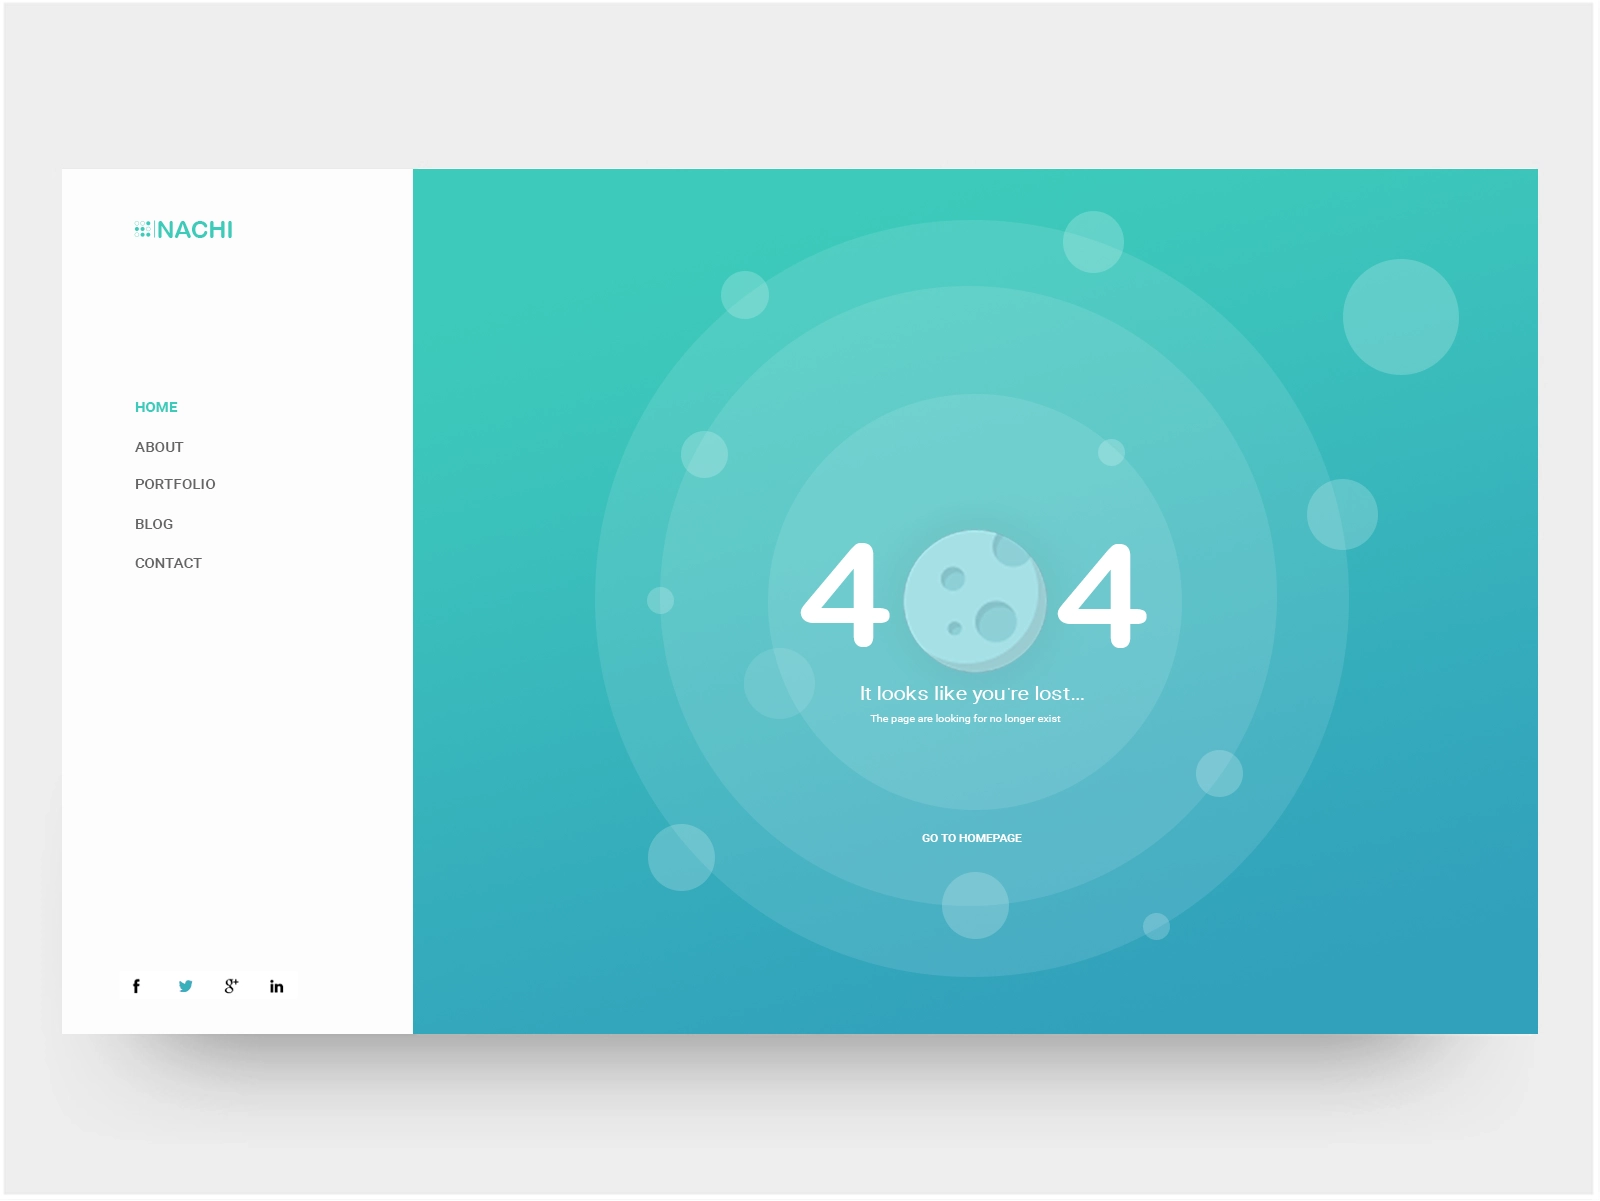 NACHI
HOME
ABOUT
PORTFOLIO
BLOG
CONTACT
4 4
It looks like you're lost...
The page are looking for no longer exist
GO TO HOMEPAGE
f g+ in